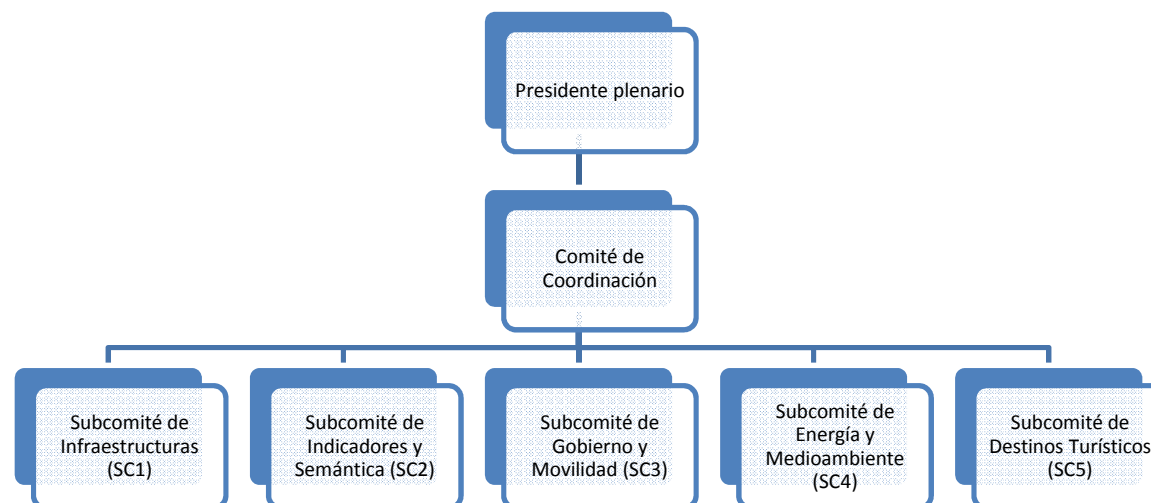 Presidente plenario
Comité de
Coordinación
Subcomité de
Infraestructuras
(SC1)
Subcomité de
Indicadores y
Semántica (SC2)
Subcomité de
Gobierno y
Movilidad (SC3)
Subcomité de
Energía y
Medioambiente
(SC4)
Subcomité de
Destinos Turísticos
(SC5)